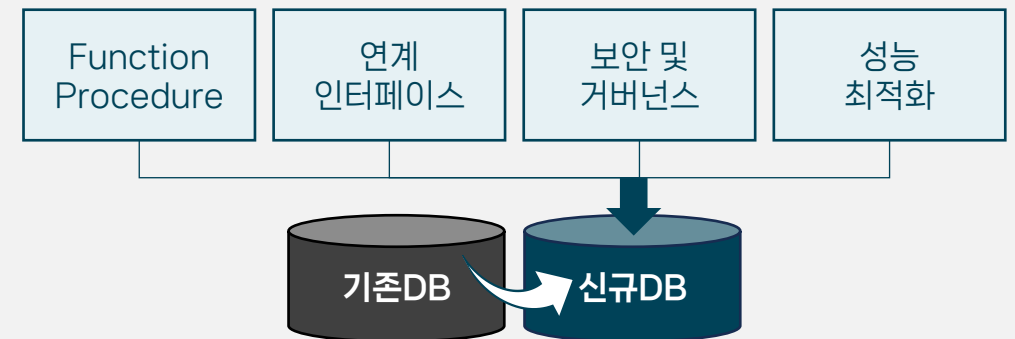 Function
Procedure
연계
인터페이스
보안 및
거버넌스
성능
최적화
기존DB
신규DB